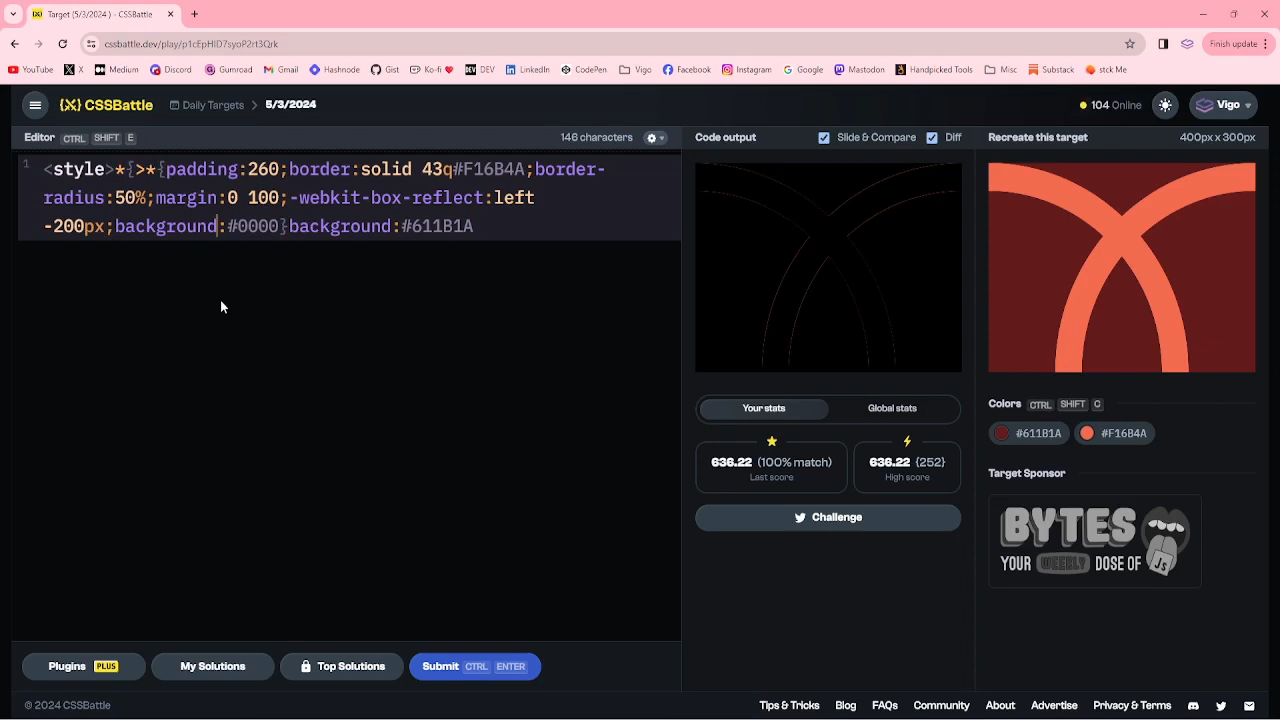 Target (5/3/2024) - CSSBattle
cssbattle.dev/play/p1cEpHID7syoP2rt3Qrk
Finish update
YouTube X Medium Discord Gumroad Gmail Hashnode Gist Ko-fi DEV DEV LinkedIn CodePen Vigo Facebook Instagram Google Mastodon Handpicked Tools Misc Substack stck Me
{X} CSSBattle Daily Targets > 5/3/2024 104 Online Vigo
Editor CTRL SHIFT E 146 characters
Code output Slide & Compare Diff
Recreate this target 400px x 300px
1 <style>*{>*{padding:260;border:solid 43q#F16B4A;border-
radius:50%;margin:0 100;-webkit-box-reflect:left
-200px;background:#0000}background:#611B1A
Your stats Global stats
636.22 (100% match)
Last score
636.22 {252}
High score
Challenge
Colors CTRL SHIFT C
#611B1A #F16B4A
Target Sponsor
BYTES
YOUR WEEKLY DOSE OF JS
Plugins PLUS My Solutions Top Solutions Submit CTRL ENTER
© 2024 CSSBattle Tips & Tricks Blog FAQs Community About Advertise Privacy & Terms